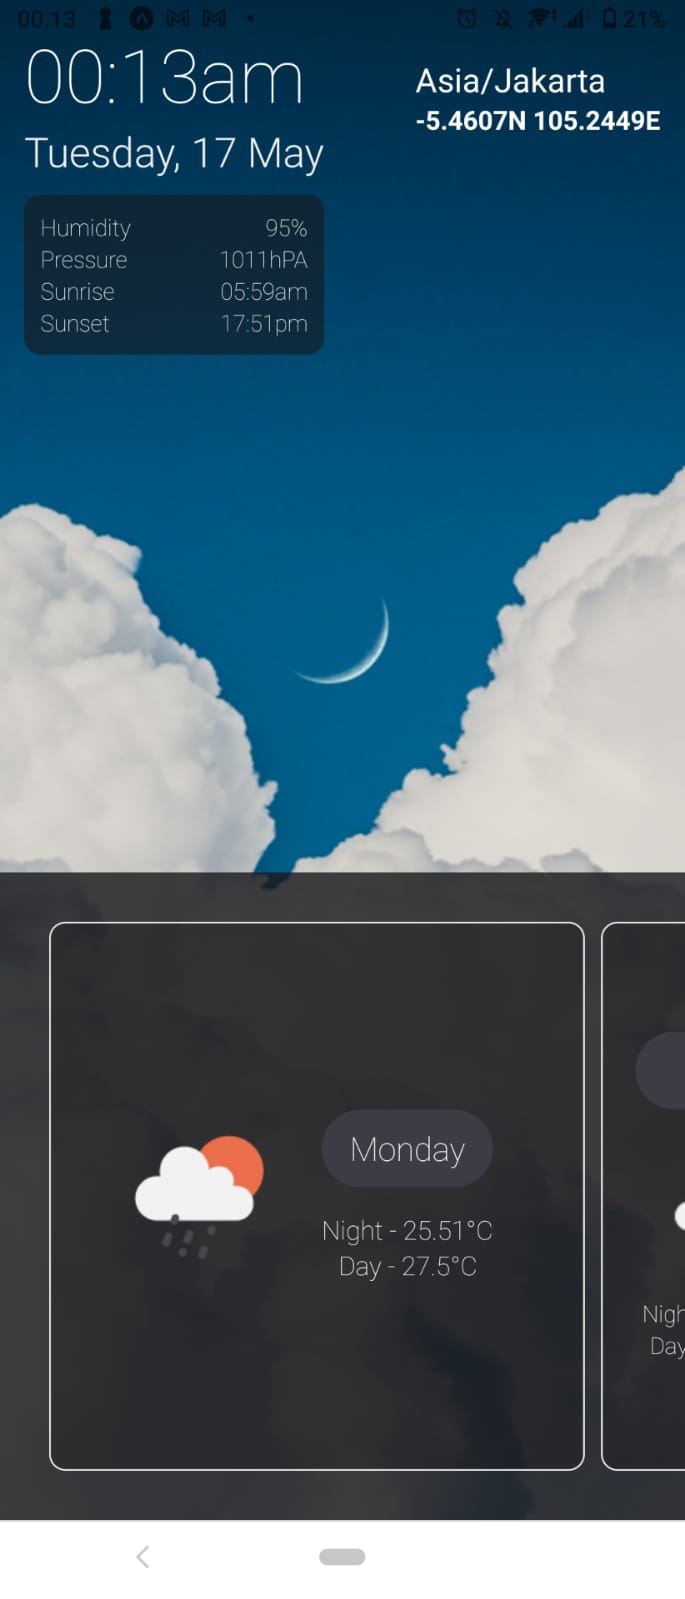 00.13 21%
00:13am
Asia/Jakarta
-5.4607N 105.2449E
Tuesday, 17 May
Humidity 95%
Pressure 1011hPA
Sunrise 05:59am
Sunset 17:51pm
Monday
Night - 25.51°C
Day - 27.5°C
Nigh
Day